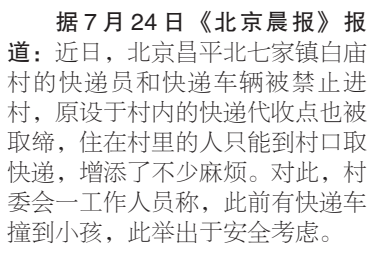 据7月24日《北京晨报》报
道：近日，北京昌平北七家镇白庙
村的快递员和快递车辆被禁止进
村，原设于村内的快递代收点也被
取缔，住在村里的人只能到村口取
快递，增添了不少麻烦。对此，村
委会一工作人员称，此前有快递车
撞到小孩，此举出于安全考虑。